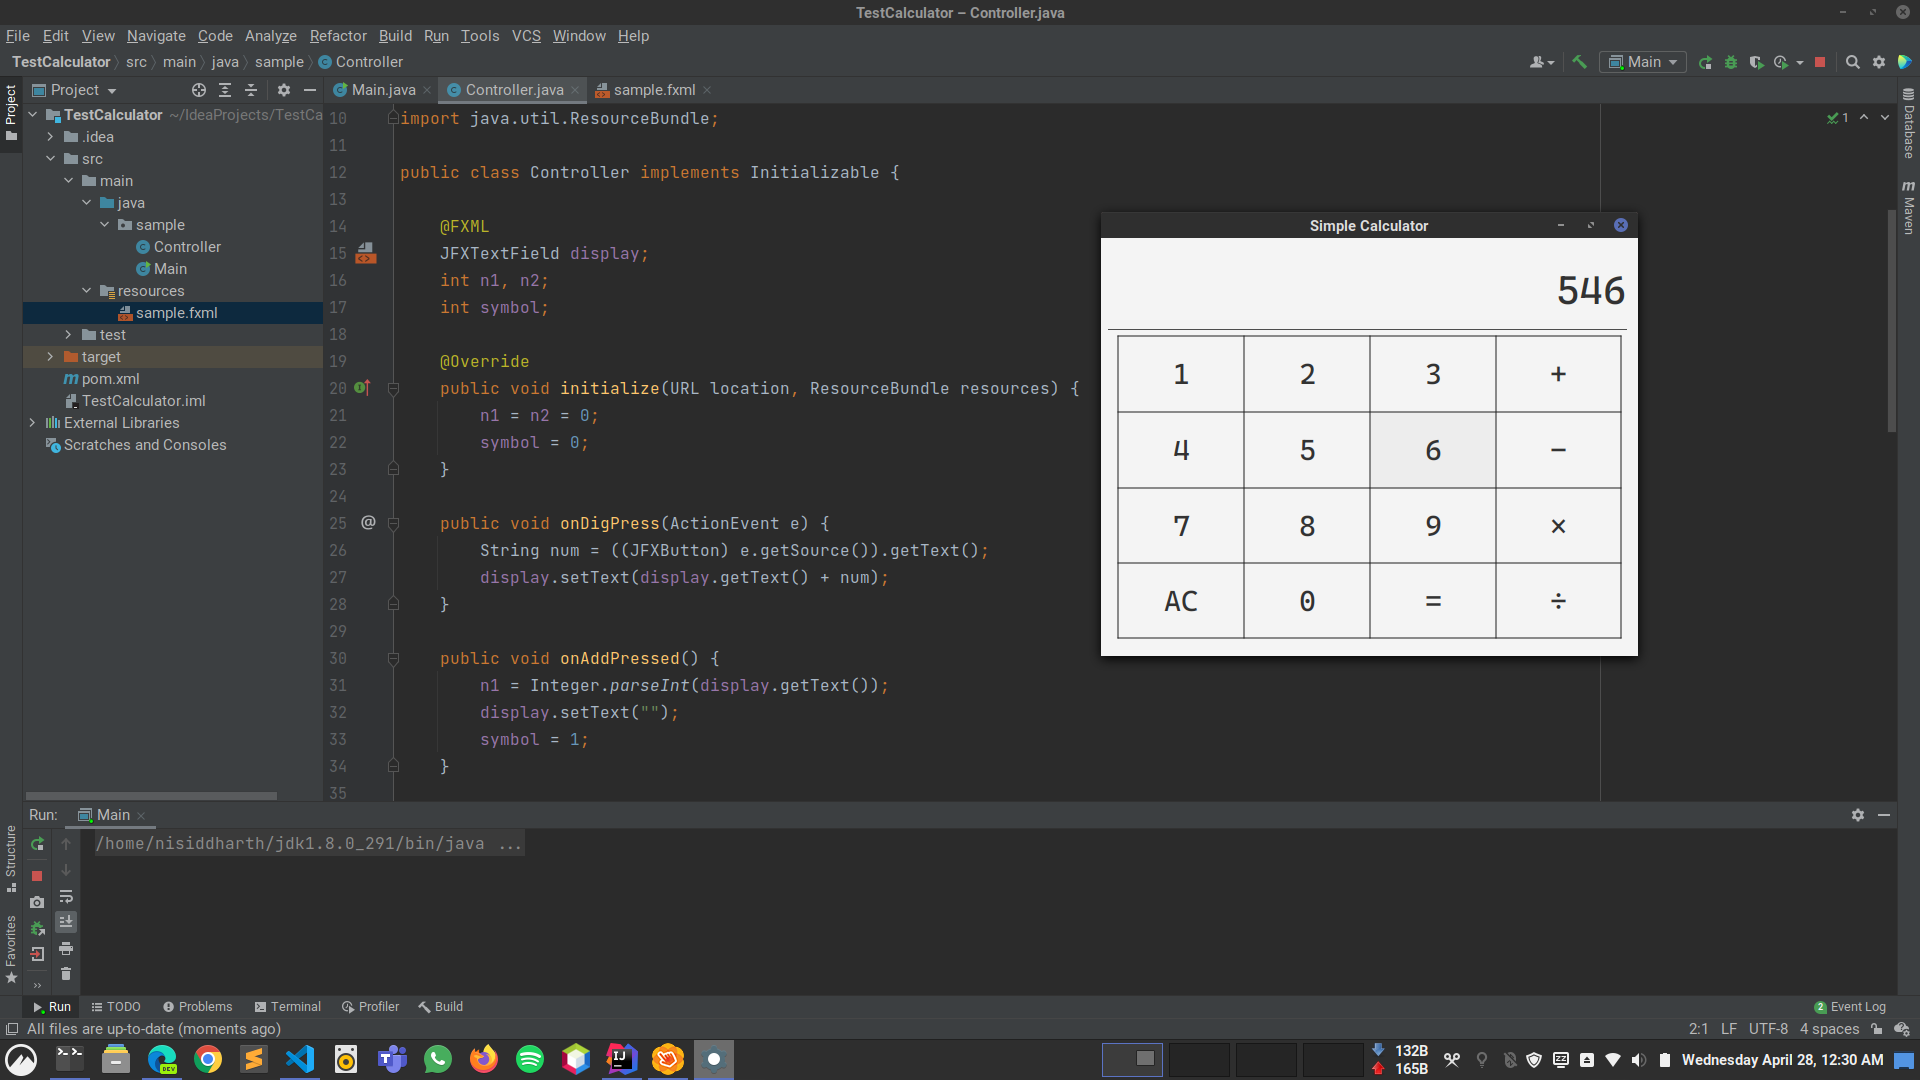 TestCalculator – Controller.java
File Edit View Navigate Code Analyze Refactor Build Run Tools VCS Window Help
TestCalculator src main java sample Controller
Main
Project
Main.java Controller.java sample.fxml
Project
TestCalculator ~/IdeaProjects/TestCa
.idea
src
main
java
sample
Controller
Main
resources
sample.fxml
test
target
pom.xml
TestCalculator.iml
External Libraries
Scratches and Consoles
10 import java.util.ResourceBundle;
11
12 public class Controller implements Initializable {
13
14 @FXML
15 JFXTextField display;
16 int n1, n2;
17 int symbol;
18
19 @Override
20 public void initialize(URL location, ResourceBundle resources) {
21 n1 = n2 = 0;
22 symbol = 0;
23 }
24
25 @ public void onDigPress(ActionEvent e) {
26 String num = ((JFXButton) e.getSource()).getText();
27 display.setText(display.getText() + num);
28 }
29
30 public void onAddPressed() {
31 n1 = Integer.parseInt(display.getText());
32 display.setText("");
33 symbol = 1;
34 }
35
1
Database
Maven
Simple Calculator
546
1 2 3 +
4 5 6 −
7 8 9 ×
AC 0 = ÷
Run: Main
/home/nisiddharth/jdk1.8.0_291/bin/java ...
Structure
Favorites
Run TODO Problems Terminal Profiler Build
2 Event Log
All files are up-to-date (moments ago)
2:1 LF UTF-8 4 spaces
DEV
IJ
132B
165B
Wednesday April 28, 12:30 AM